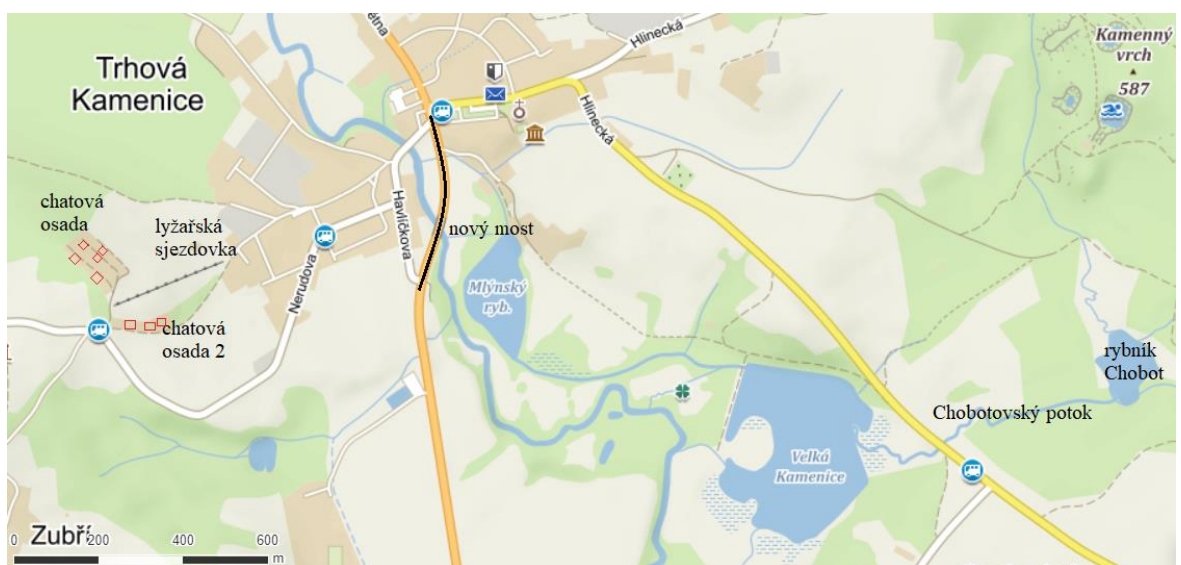 Trhová
Kamenice
ětná
Hlinecká
Kamenný
vrch
587
Hlinecká
chatová
osada
lyžařská
sjezdovka
Havlíčkova
nový most
Nerudova
Mlýnský
ryb.
chatová
osada 2
rybník
Chobot
Chobotovský potok
Velká
Kamenice
Zubří
0 200 400 600
m